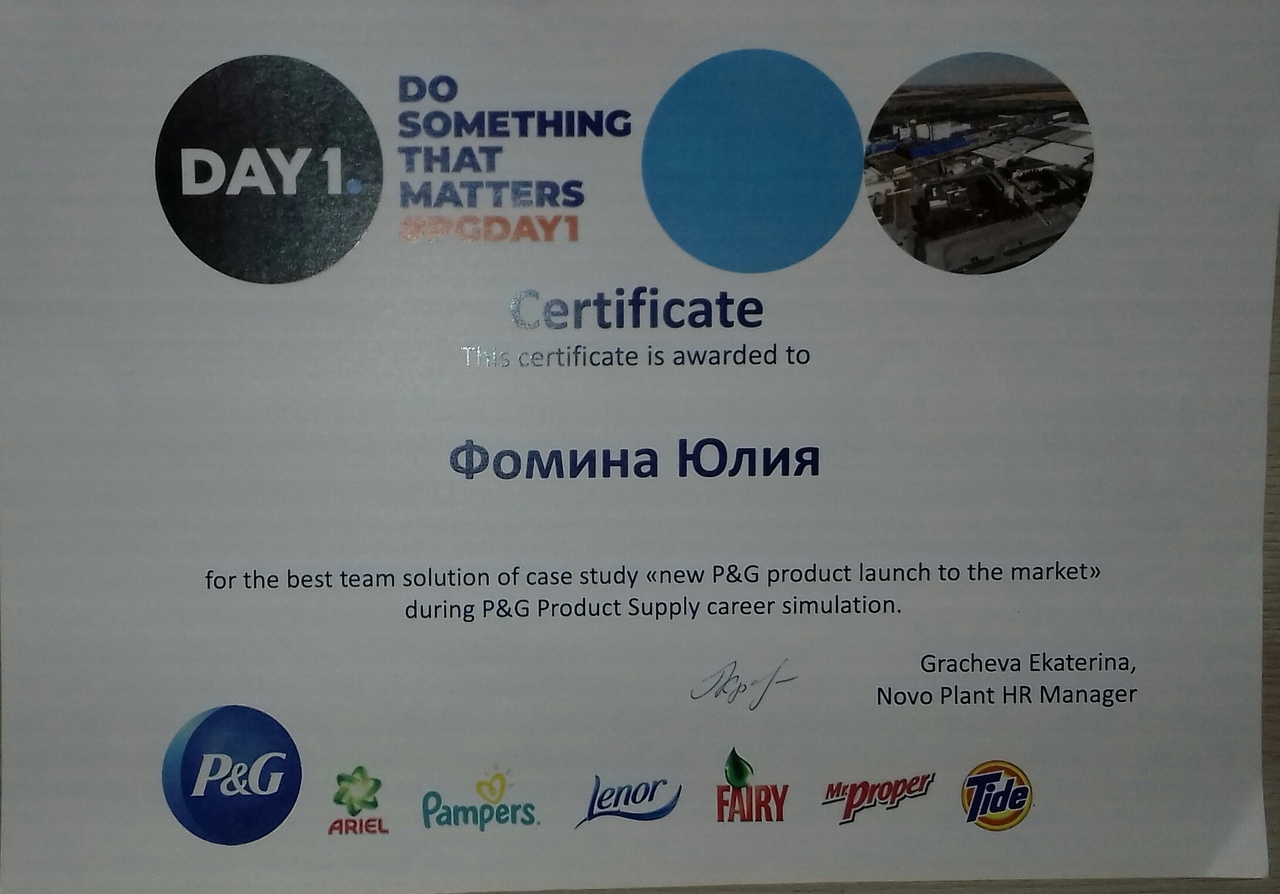 DAY 1.
DO
SOMETHING
THAT
MATTERS
#PGDAY1
Certificate
This certificate is awarded to
Фомина Юлия
for the best team solution of case study «new P&G product launch to the market»
during P&G Product Supply career simulation.
Gracheva Ekaterina,
Novo Plant HR Manager
P&G
ARIEL
Pampers.
Lenor
FAIRY
Mr.Proper
Tide